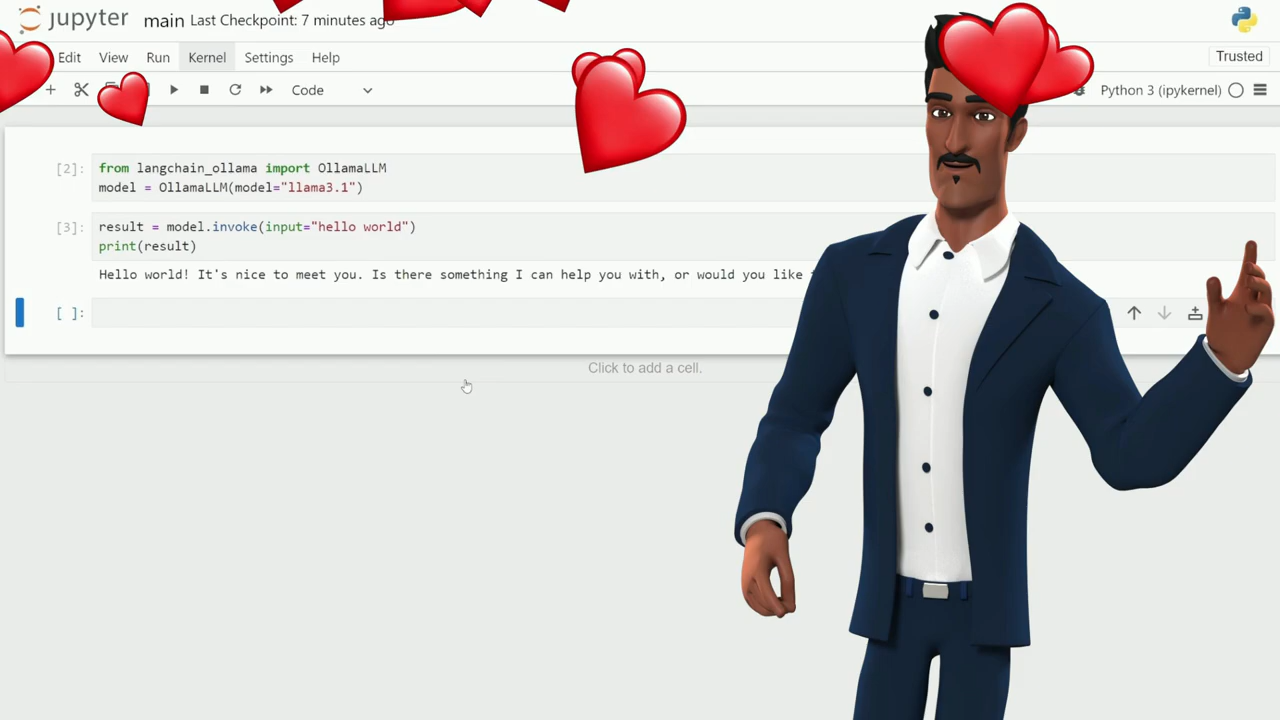 jupyter main Last Checkpoint: 7 minutes ago
Edit View Run Kernel Settings Help
Trusted
Code
Python 3 (ipykernel)
[2]: from langchain_ollama import OllamaLLM
model = OllamaLLM(model="llama3.1")
[3]: result = model.invoke(input="hello world")
print(result)
Hello world! It's nice to meet you. Is there something I can help you with, or would you like
[ ]:
Click to add a cell.